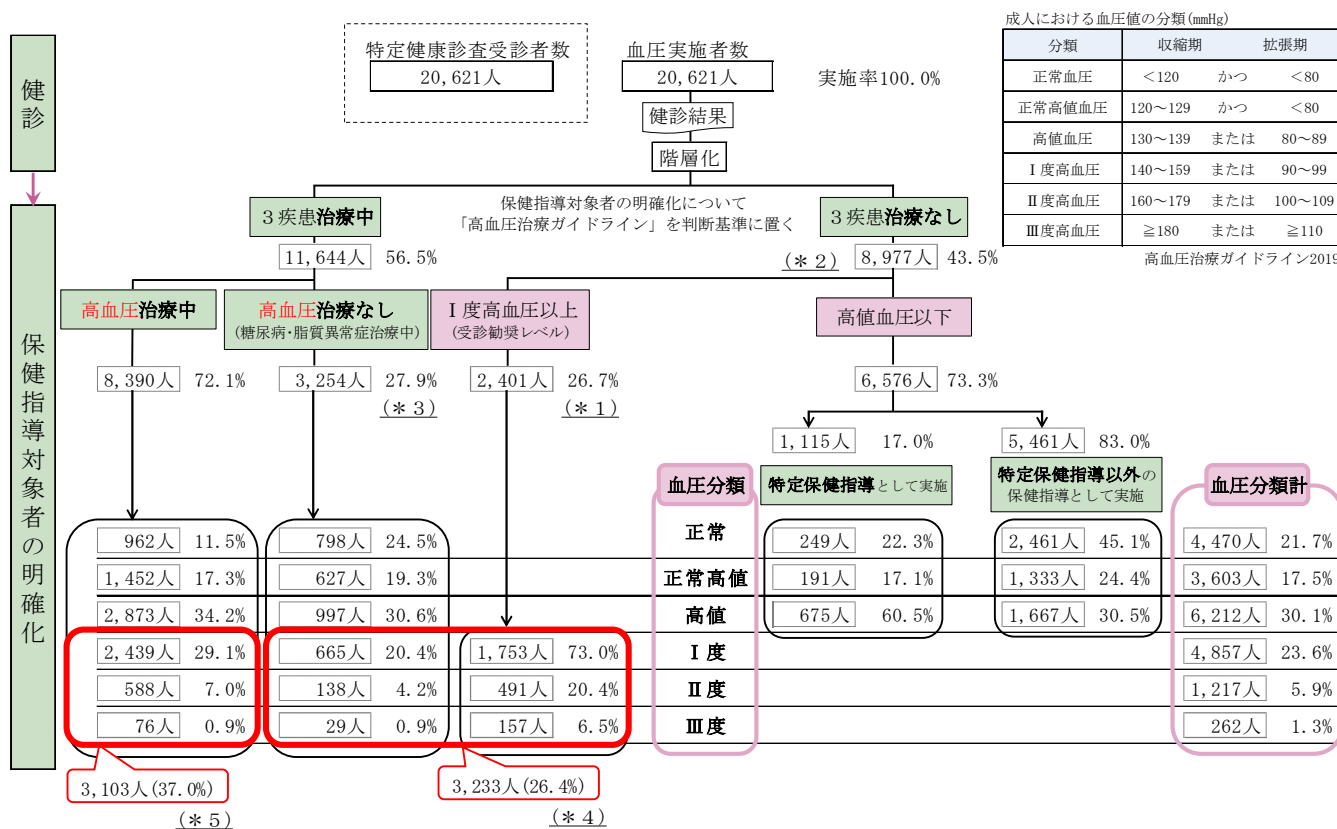 成人における血圧値の分類(mmHg)
分類 収縮期 拡張期
正常血圧 <120 かつ <80
正常高値血圧 120～129 かつ <80
高値血圧 130～139 または 80～89
Ⅰ度高血圧 140～159 または 90～99
Ⅱ度高血圧 160～179 または 100～109
Ⅲ度高血圧 ≧180 または ≧110
高血圧治療ガイドライン2019
健診
特定健康診査受診者数
20,621人
血圧実施者数
20,621人
実施率100.0%
健診結果
階層化
保健指導対象者の明確化について
「高血圧治療ガイドライン」を判断基準に置く
保健指導対象者の明確化
３疾患治療中
11,644人 56.5%
３疾患治療なし
(＊２) 8,977人 43.5%
高血圧治療中
高血圧治療なし
(糖尿病・脂質異常症治療中)
Ⅰ度高血圧以上
(受診勧奨レベル)
高値血圧以下
8,390人 72.1%
3,254人 27.9%
(＊３)
2,401人 26.7%
(＊１)
6,576人 73.3%
1,115人 17.0%
5,461人 83.0%
血圧分類
特定保健指導として実施
特定保健指導以外の
保健指導として実施
血圧分類計
962人 11.5% 798人 24.5% 正常 249人 22.3% 2,461人 45.1% 4,470人 21.7%
1,452人 17.3% 627人 19.3% 正常高値 191人 17.1% 1,333人 24.4% 3,603人 17.5%
2,873人 34.2% 997人 30.6% 高値 675人 60.5% 1,667人 30.5% 6,212人 30.1%
2,439人 29.1% 665人 20.4% 1,753人 73.0% Ⅰ度 4,857人 23.6%
588人 7.0% 138人 4.2% 491人 20.4% Ⅱ度 1,217人 5.9%
76人 0.9% 29人 0.9% 157人 6.5% Ⅲ度 262人 1.3%
3,103人(37.0%)
(＊５)
3,233人(26.4%)
(＊４)